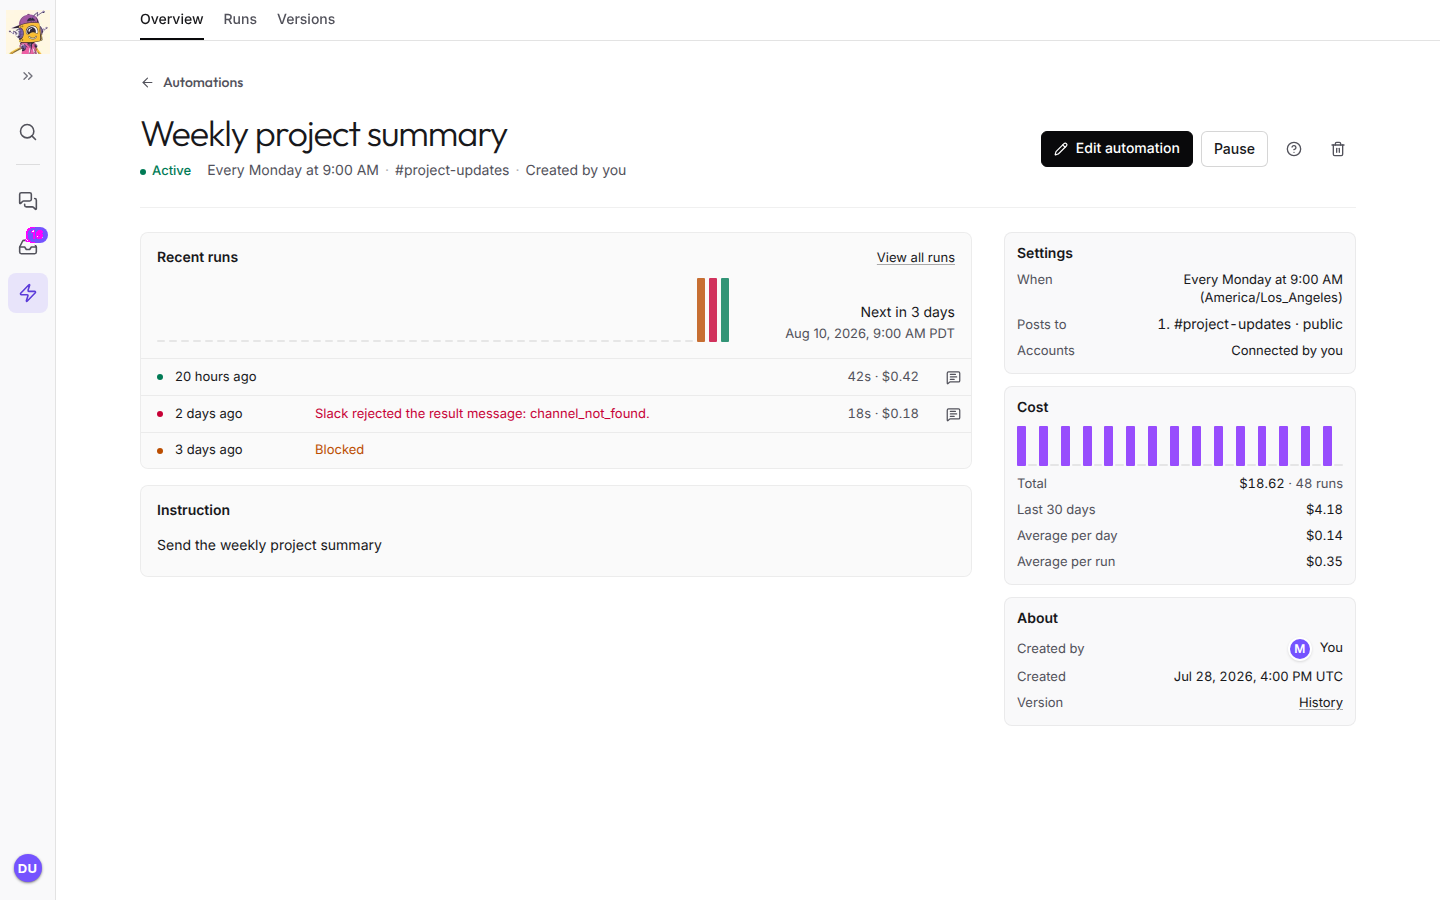 Overview Runs Versions
Automations
Weekly project summary
Active Every Monday at 9:00 AM · #project-updates · Created by you
Edit automation
Pause
Recent runs
View all runs
Next in 3 days
Aug 10, 2026, 9:00 AM PDT
20 hours ago 42s · $0.42
2 days ago Slack rejected the result message: channel_not_found. 18s · $0.18
3 days ago Blocked
Instruction
Send the weekly project summary
Settings
When Every Monday at 9:00 AM
(America/Los_Angeles)
Posts to 1. #project-updates · public
Accounts Connected by you
Cost
Total $18.62 · 48 runs
Last 30 days $4.18
Average per day $0.14
Average per run $0.35
About
Created by M You
Created Jul 28, 2026, 4:00 PM UTC
Version History
DU